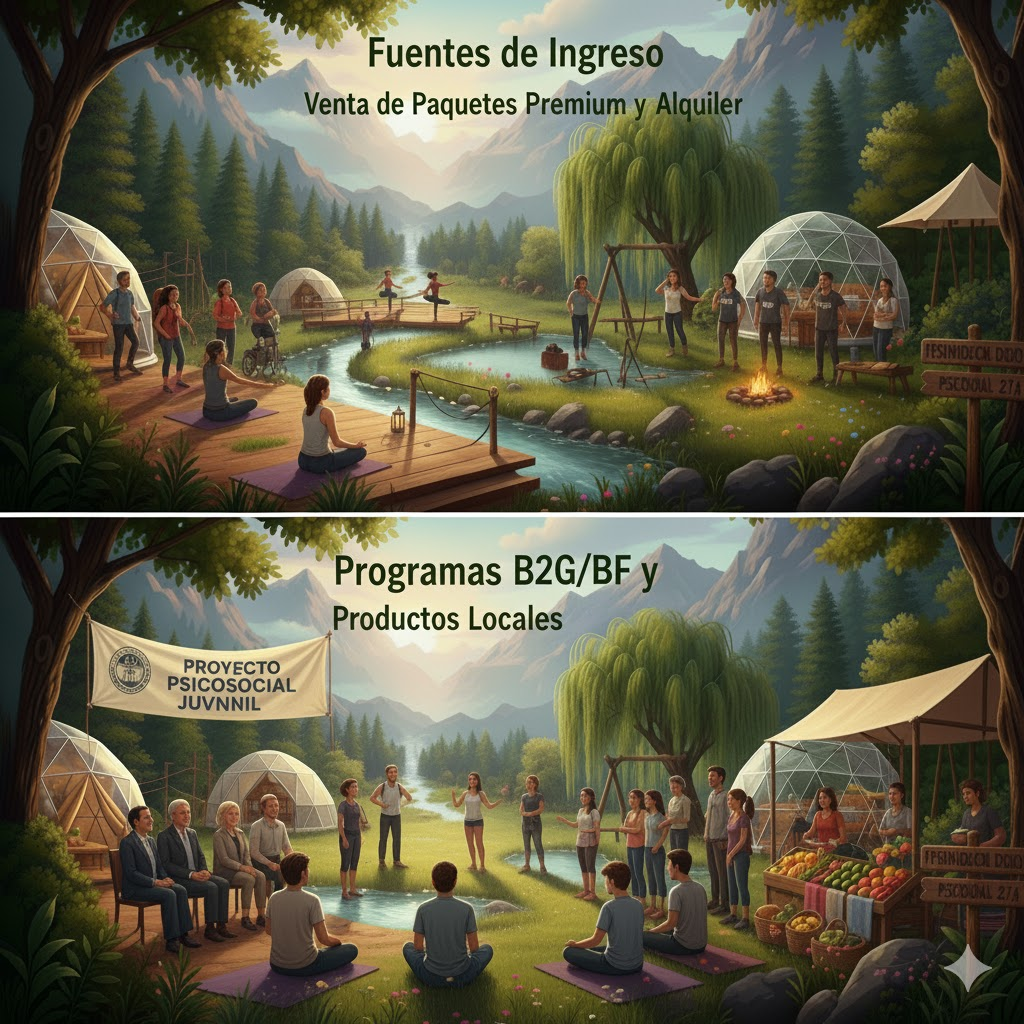 Fuentes de Ingreso
Venta de Paquetes Premium y Alquiler
Programas B2G/BF y
Productos Locales
PROYECTO
PSICOSOCIAL
JUVNNIL